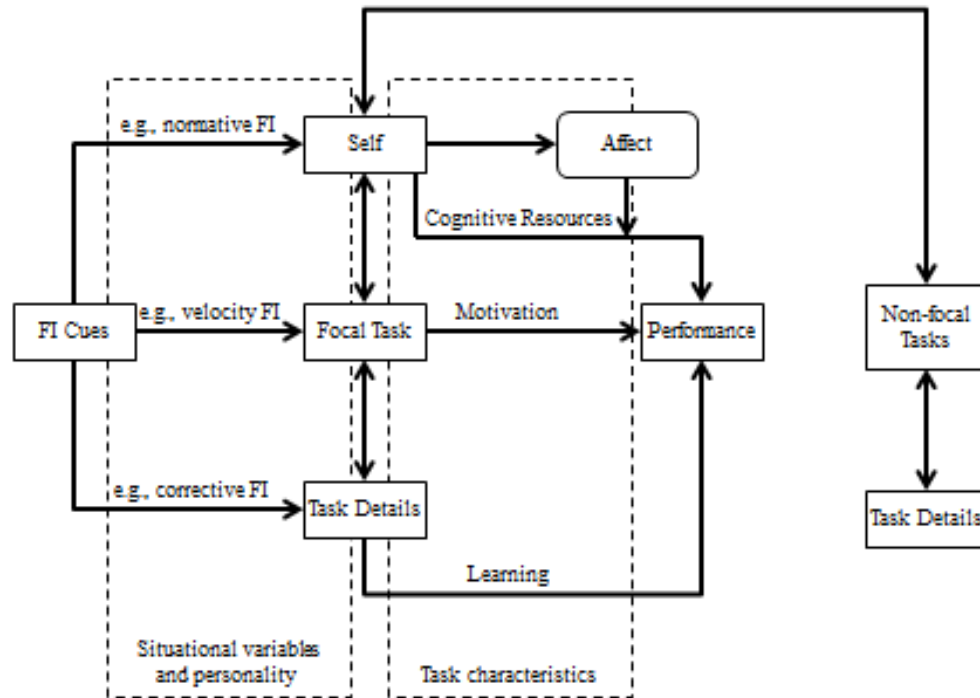 e.g., normative FI
Self
Affect
Cognitive Resources
FI Cues
e.g., velocity FI
Focal Task
Motivation
Performance
Non-focal
Tasks
e.g., corrective FI
Task Details
Task Details
Learning
Situational variables
and personality
Task characteristics